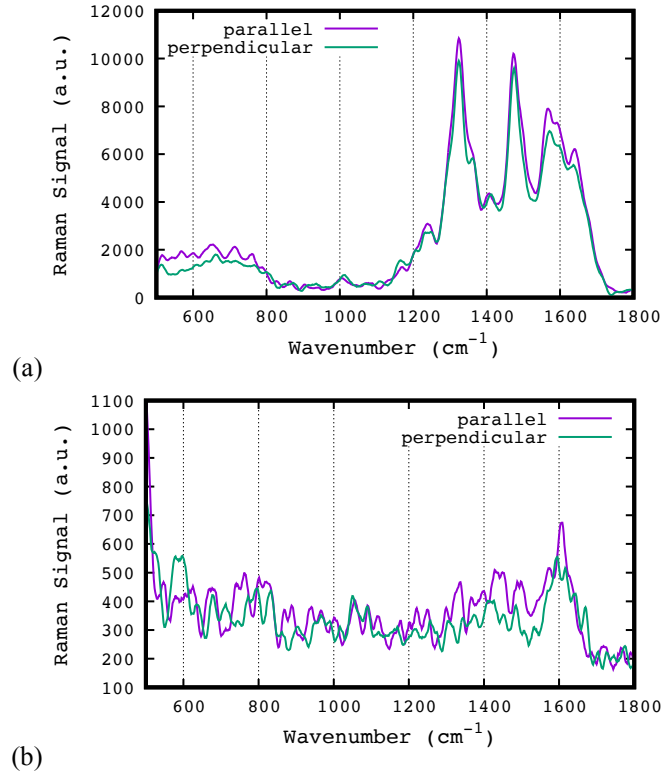 12000
10000
8000
6000
4000
2000
0
Raman Signal (a.u.)
parallel
perpendicular
600 800 1000 1200 1400 1600 1800
Wavenumber (cm⁻¹)
(a)
1100
1000
900
800
700
600
500
400
300
200
100
Raman Signal (a.u.)
parallel
perpendicular
600 800 1000 1200 1400 1600 1800
Wavenumber (cm⁻¹)
(b)